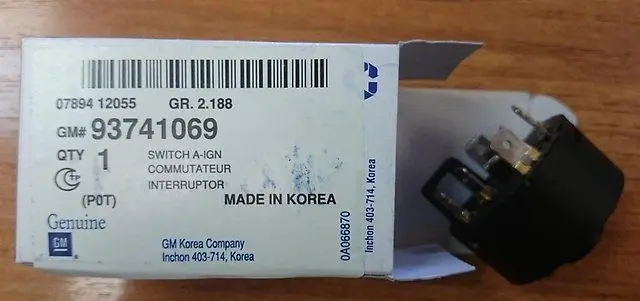 07894 12055 GR. 2.188
GM# 93741069
QTY 1 SWITCH A-IGN
COMMUTATEUR
INTERRUPTOR
(P0T)
MADE IN KOREA
Genuine
GM
GM Korea Company
Inchon 403-714, Korea
0A066870
Inchon 403-714, Korea